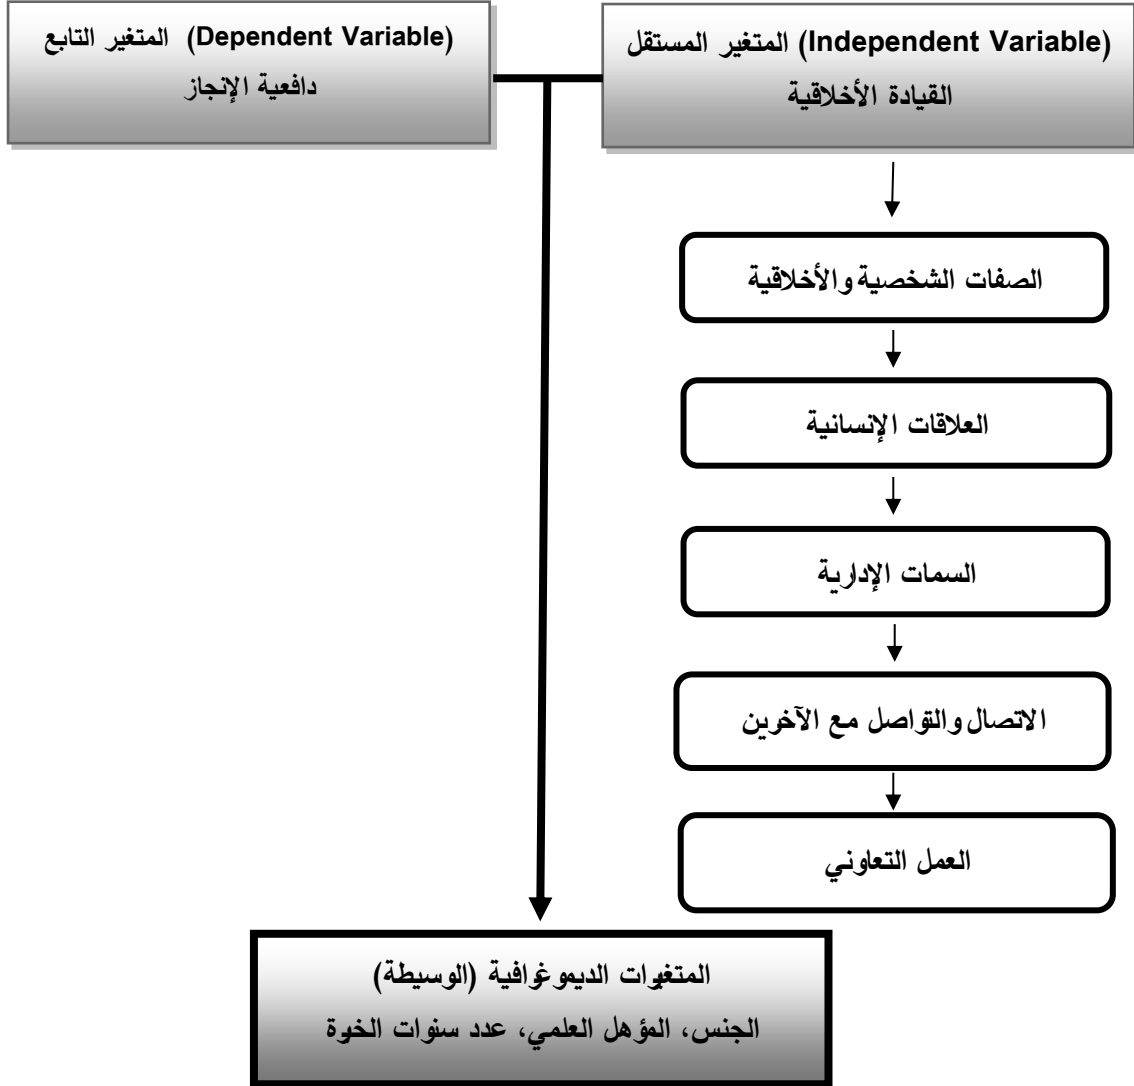 المتغير المستقل (Independent Variable)
القيادة الأخلاقية
المتغير التابع (Dependent Variable)
دافعية الإنجاز
الصفات الشخصية والأخلاقية
العلاقات الإنسانية
السمات الإدارية
الاتصال والتواصل مع الآخرين
العمل التعاوني
المتغيرات الديموغرافية (الوسيطة)
الجنس، المؤهل العلمي، عدد سنوات الخبرة